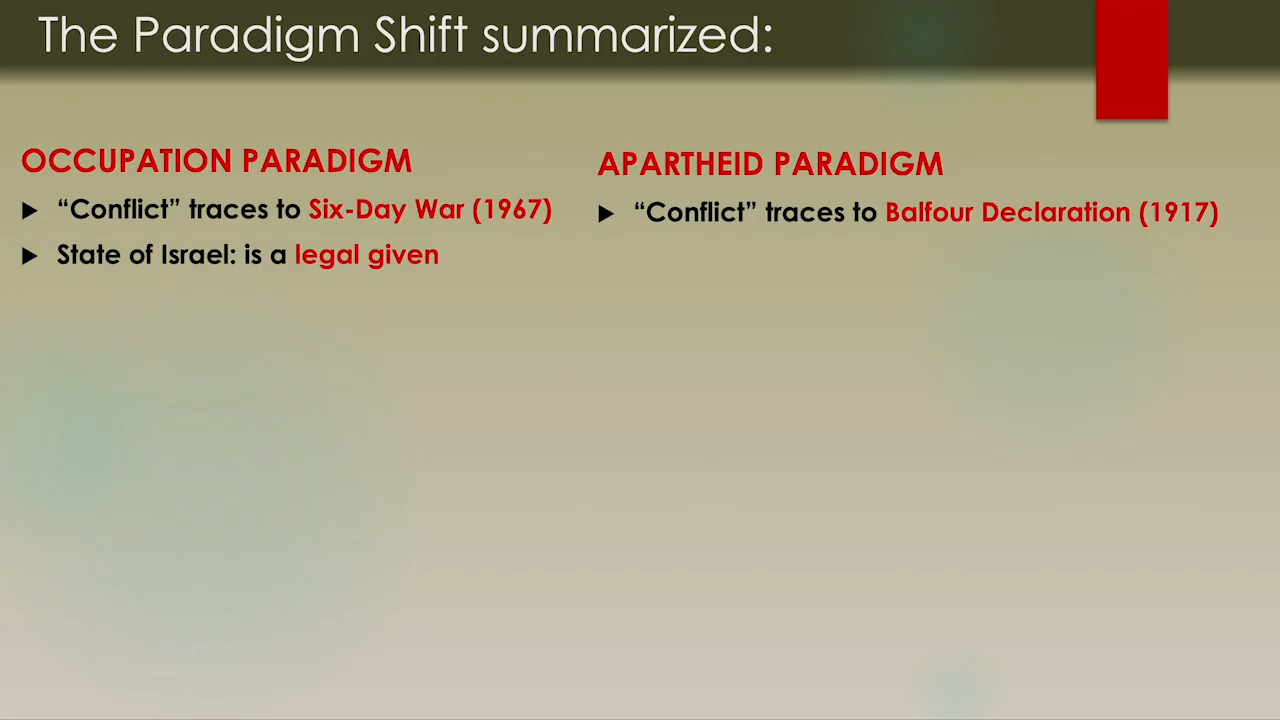 The Paradigm Shift summarized:
OCCUPATION PARADIGM
“Conflict” traces to Six-Day War (1967)
State of Israel: is a legal given
APARTHEID PARADIGM
“Conflict” traces to Balfour Declaration (1917)